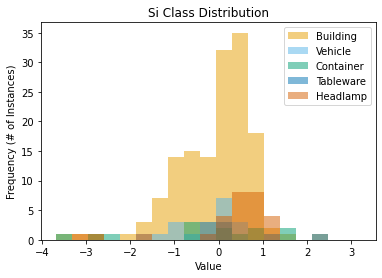 Si Class Distribution
Building
Vehicle
Container
Tableware
Headlamp
Frequency (# of Instances)
35
30
25
20
15
10
5
0
−4 −3 −2 −1 0 1 2 3
Value